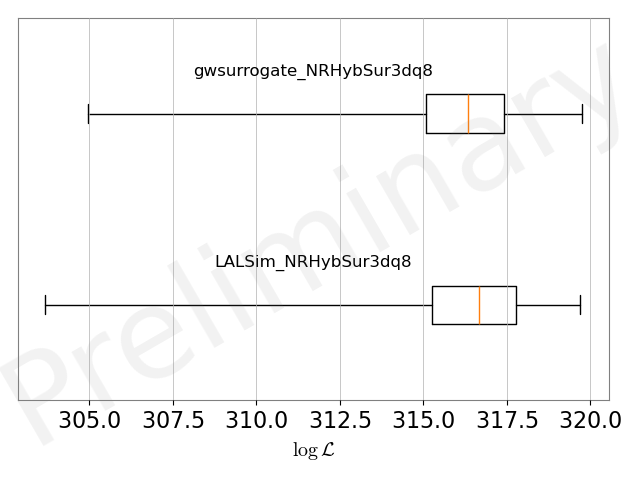 gwsurrogate_NRHybSur3dq8
LALSim_NRHybSur3dq8
Preliminary
305.0 307.5 310.0 312.5 315.0 317.5 320.0
log ℒ